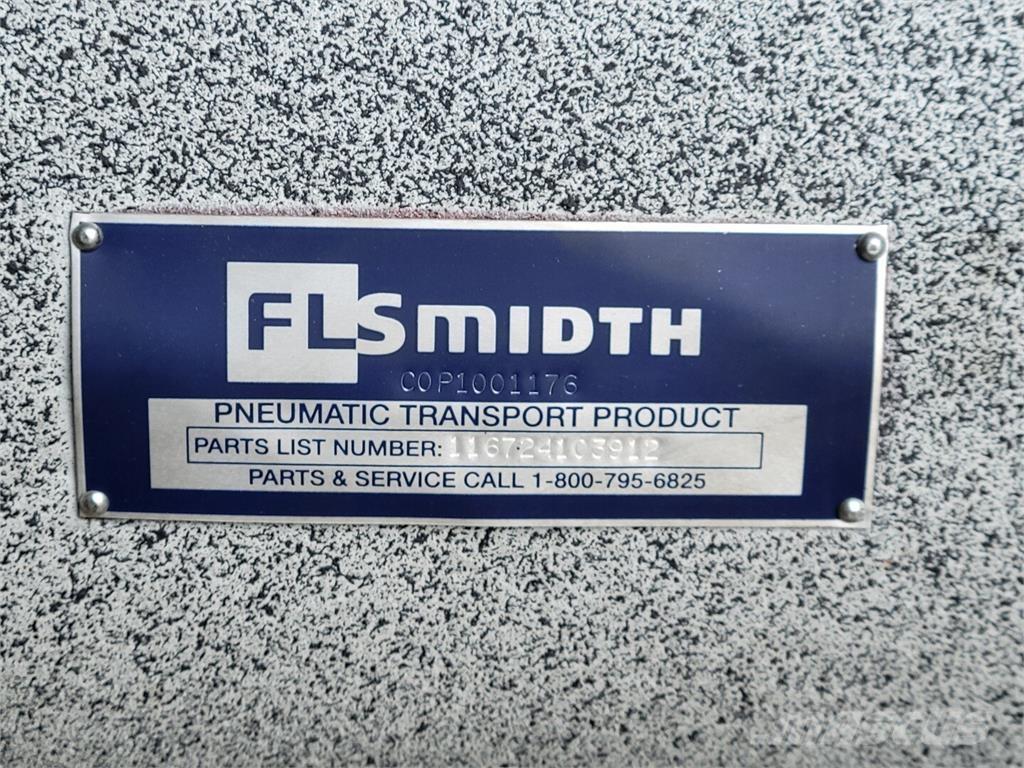 FLSMIDTH
COP1001176
PNEUMATIC TRANSPORT PRODUCT
PARTS LIST NUMBER: 116724103912
PARTS & SERVICE CALL 1-800-795-6825